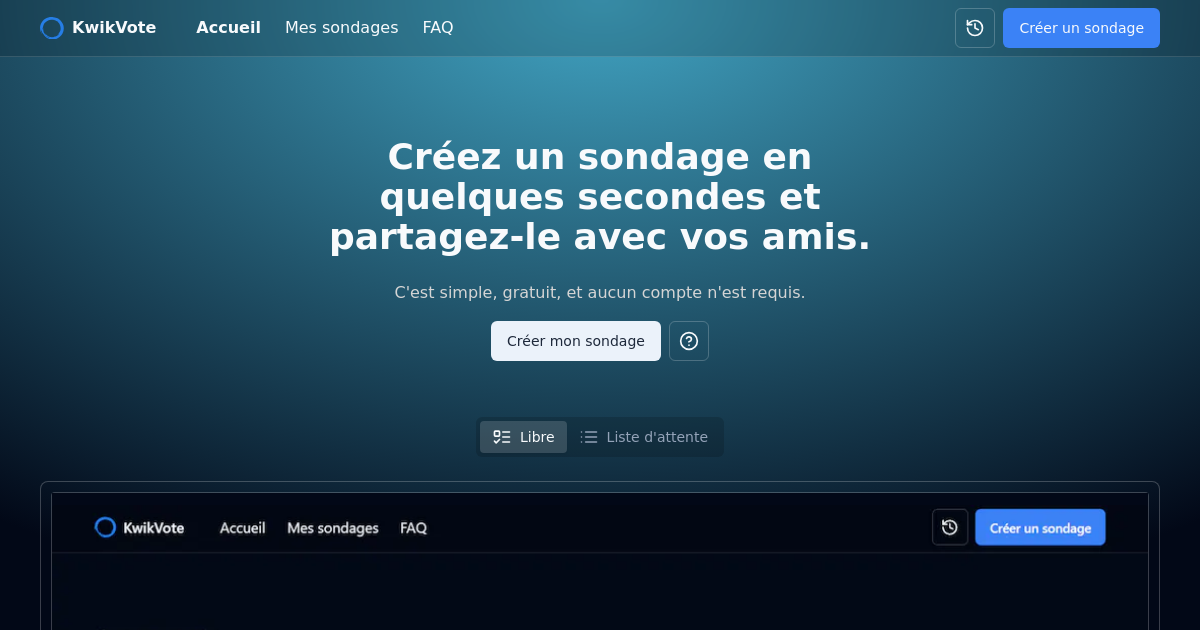 KwikVote Accueil Mes sondages FAQ Créer un sondage
Créez un sondage en
quelques secondes et
partagez-le avec vos amis.
C'est simple, gratuit, et aucun compte n'est requis.
Créer mon sondage
Libre Liste d'attente
KwikVote Accueil Mes sondages FAQ Créer un sondage